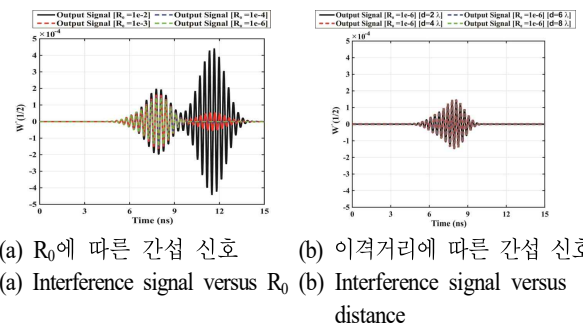 Output Signal [R₀ =1e-2] Output Signal [R₀ =1e-4]
Output Signal [R₀ =1e-3] Output Signal [R₀ =1e-6]
×10⁻⁴
5
4
3
2
1
0
-1
-2
-3
-4
-5
0 3 6 9 12 15
Time (ns)
W^(1/2)
Output Signal [R₀ =1e-6] [d=2 λ] Output Signal [R₀ =1e-6] [d=6 λ]
Output Signal [R₀ =1e-6] [d=4 λ] Output Signal [R₀ =1e-6] [d=8 λ]
×10⁻⁴
5
4
3
2
1
0
-1
-2
-3
-4
-5
0 3 6 9 12 15
Time (ns)
W^(1/2)
(a) R₀에 따른 간섭 신호
(a) Interference signal versus R₀
(b) 이격거리에 따른 간섭 신호
(b) Interference signal versus
distance